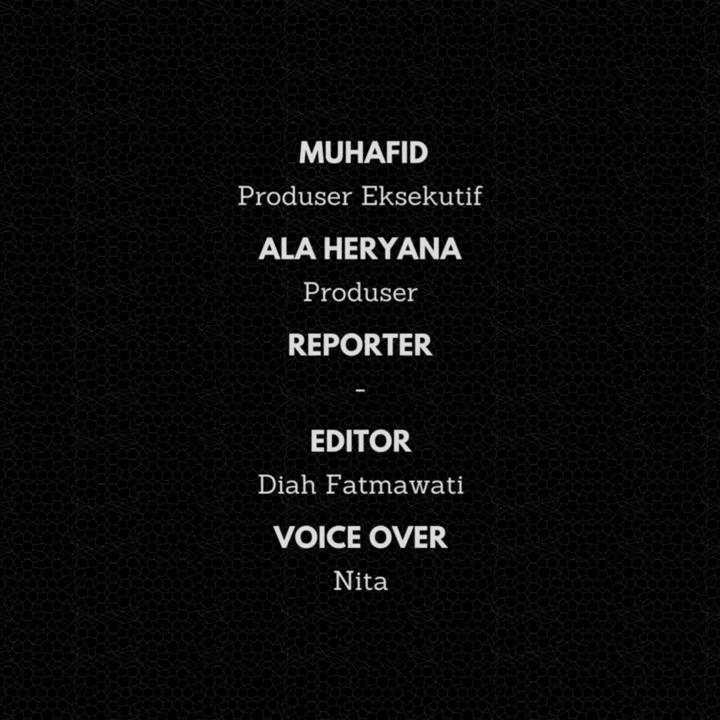 MUHAFID
Produser Eksekutif
ALA HERYANA
Produser
REPORTER
-
EDITOR
Diah Fatmawati
VOICE OVER
Nita